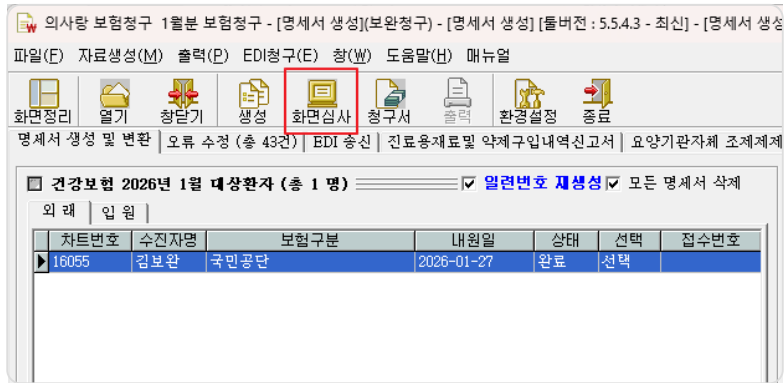 의사랑 보험청구 1월분 보험청구 - [명세서 생성](보완청구) - [명세서 생성] [툴버전 : 5.5.4.3 - 최신] - [명세서 생성
파일(F) 자료생성(M) 출력(P) EDI청구(E) 창(W) 도움말(H) 매뉴얼
화면정리 열기 창닫기 생성 화면심사 청구서 출력 환경설정 종료
명세서 생성 및 변환 오류 수정 (총 43건) EDI 송신 진료용재료및 약제구입내역신고서 요양기관자체 조제제제
건강보험 2026년 1월 대상환자 (총 1 명) 일련번호 재생성 모든 명세서 삭제
외 래 입 원
차트번호 수진자명 보험구분 내원일 상태 선택 접수번호
16055 김보완 국민공단 2026-01-27 완료 선택